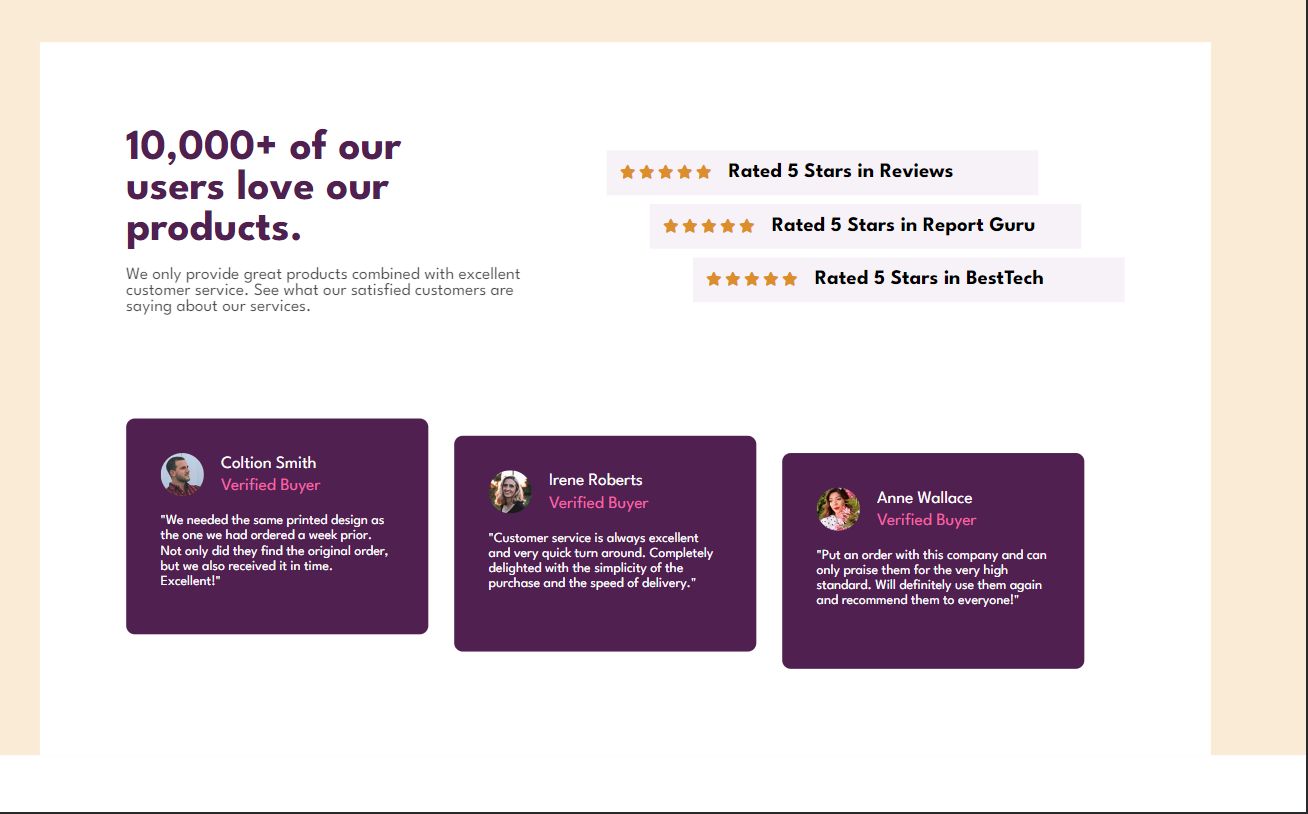 10,000+ of our
users love our
products.
We only provide great products combined with excellent
customer service. See what our satisfied customers are
saying about our services.
Rated 5 Stars in Reviews
Rated 5 Stars in Report Guru
Rated 5 Stars in BestTech
Coltion Smith
Verified Buyer
"We needed the same printed design as
the one we had ordered a week prior.
Not only did they find the original order,
but we also received it in time.
Excellent!"
Irene Roberts
Verified Buyer
"Customer service is always excellent
and very quick turn around. Completely
delighted with the simplicity of the
purchase and the speed of delivery."
Anne Wallace
Verified Buyer
"Put an order with this company and can
only praise them for the very high
standard. Will definitely use them again
and recommend them to everyone!"